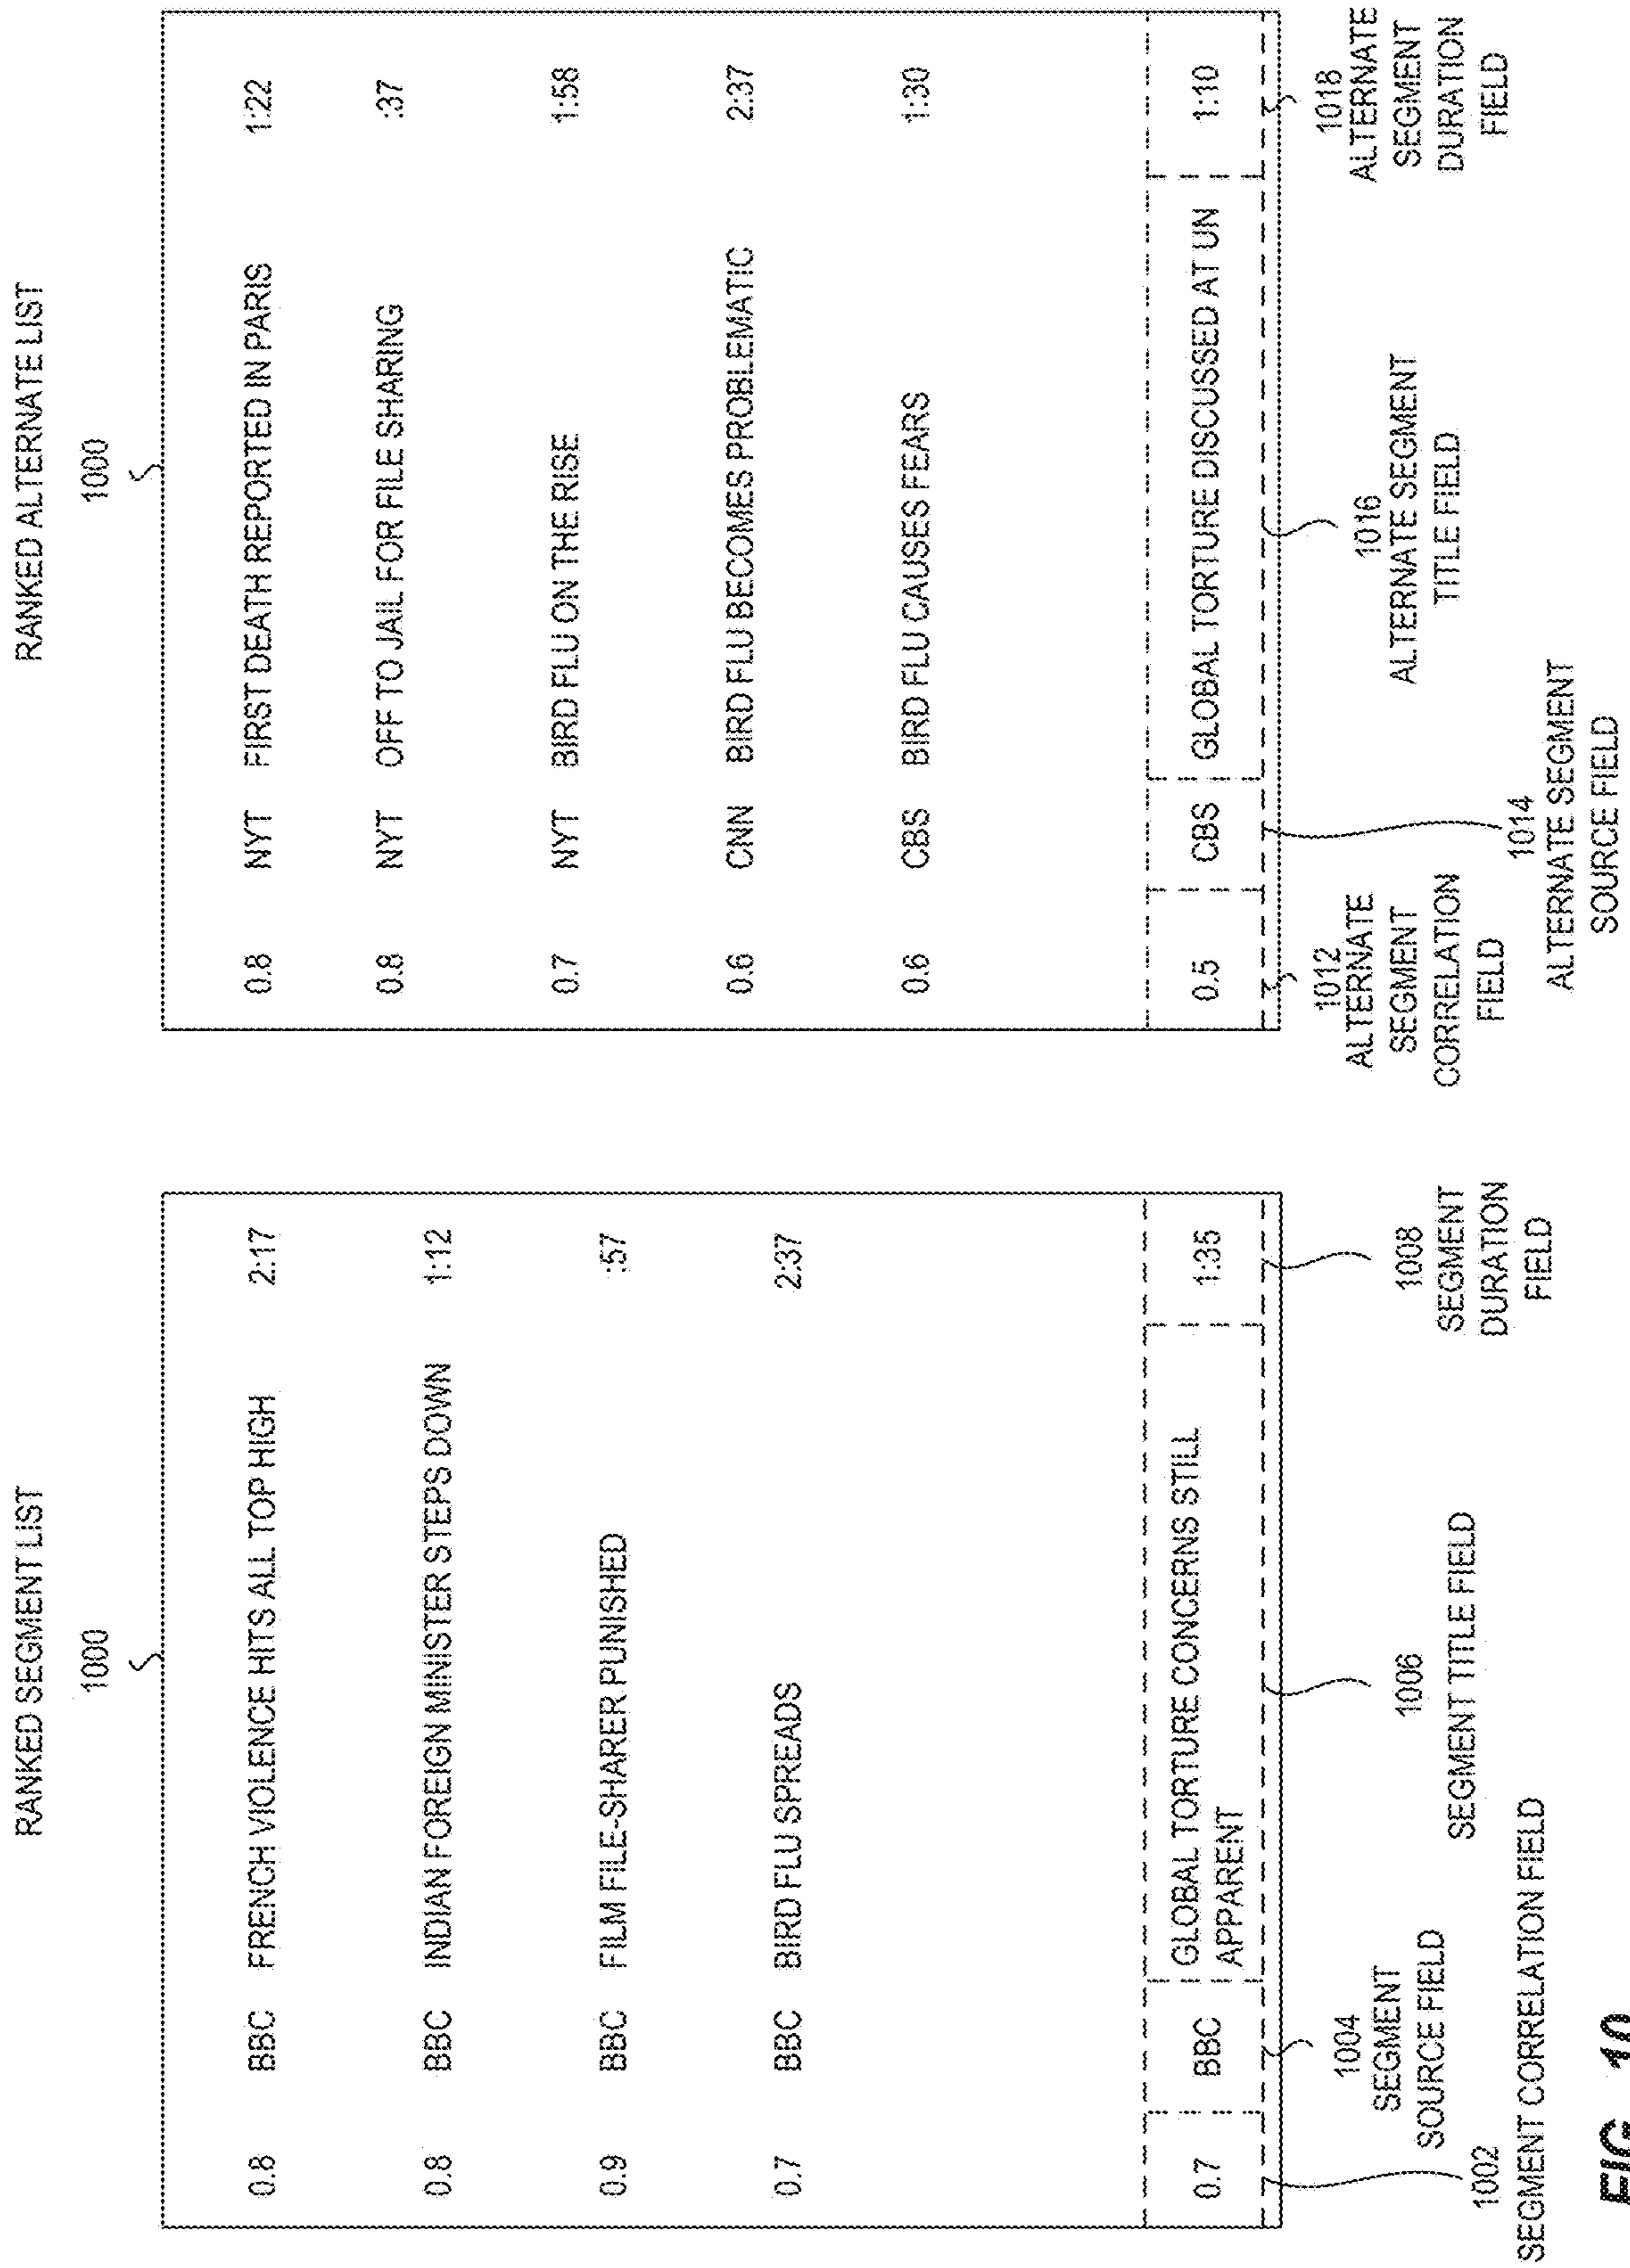 RANKED SEGMENT LIST
1000
0.8 BBC FRENCH VIOLENCE HITS ALL TOP HIGH 2:17
0.8 BBC INDIAN FOREIGN MINISTER STEPS DOWN 1:12
0.9 BBC FILM FILE-SHARER PUNISHED :57
0.7 BBC BIRD FLU SPREADS 2:37
0.7 BBC GLOBAL TORTURE CONCERNS STILL 1:35
APPARENT
1002
SEGMENT CORRELATION FIELD
1004
SEGMENT
SOURCE FIELD
1006
SEGMENT TITLE FIELD
1008
SEGMENT
DURATION
FIELD
RANKED ALTERNATE LIST
1000
0.8 NYT FIRST DEATH REPORTED IN PARIS 1:22
0.8 NYT OFF TO JAIL FOR FILE SHARING :37
0.7 NYT BIRD FLU ON THE RISE 1:58
0.6 CNN BIRD FLU BECOMES PROBLEMATIC 2:37
0.6 CBS BIRD FLU CAUSES FEARS 1:30
0.5 CBS GLOBAL TORTURE DISCUSSED AT UN 1:10
1012
ALTERNATE
SEGMENT
CORRELATION
FIELD
1014
ALTERNATE SEGMENT
SOURCE FIELD
1016
ALTERNATE SEGMENT
TITLE FIELD
1018
ALTERNATE
SEGMENT
DURATION
FIELD
FIG. 10